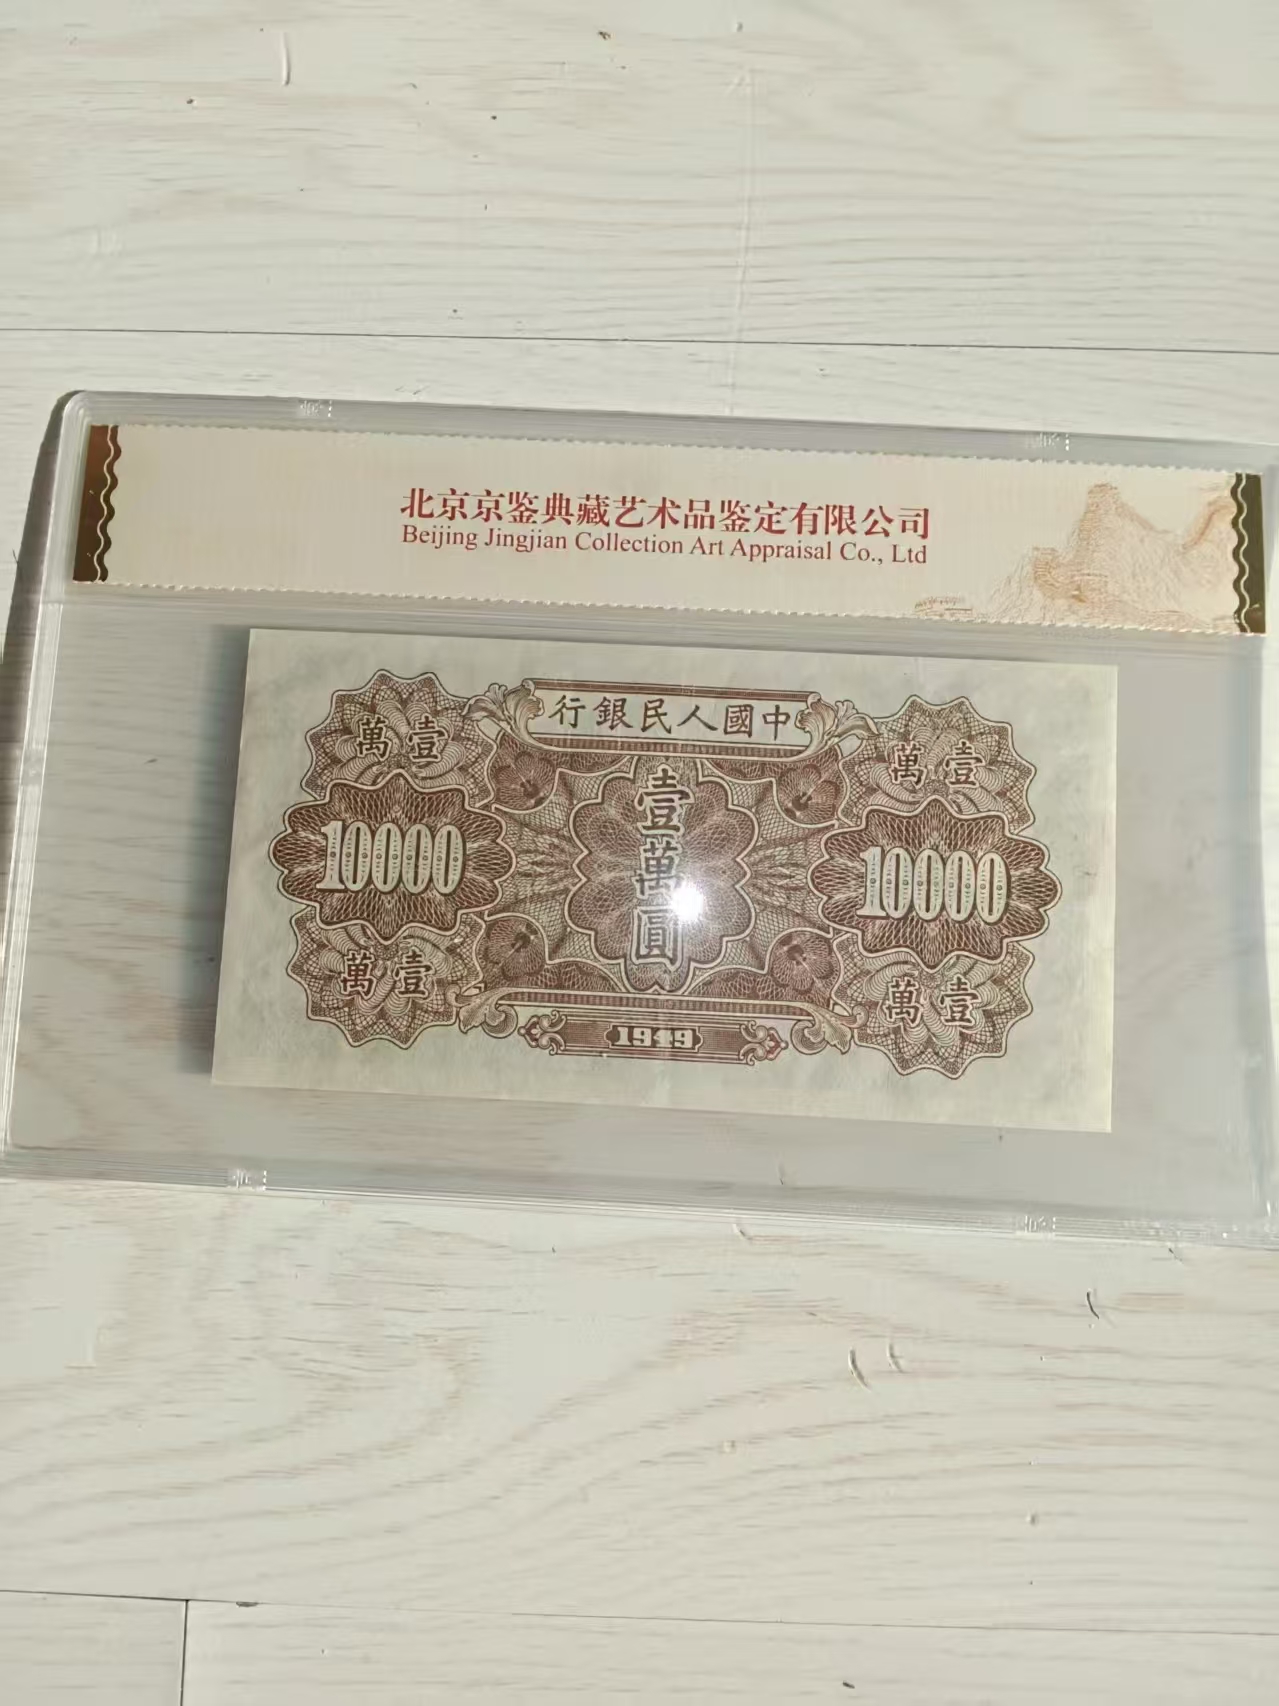 北京京鉴典藏艺术品鉴定有限公司
Beijing Jingjian Collection Art Appraisal Co., Ltd
行銀民人國中
萬壹
萬壹
10000
壹萬圓
10000
萬壹
萬壹
1949